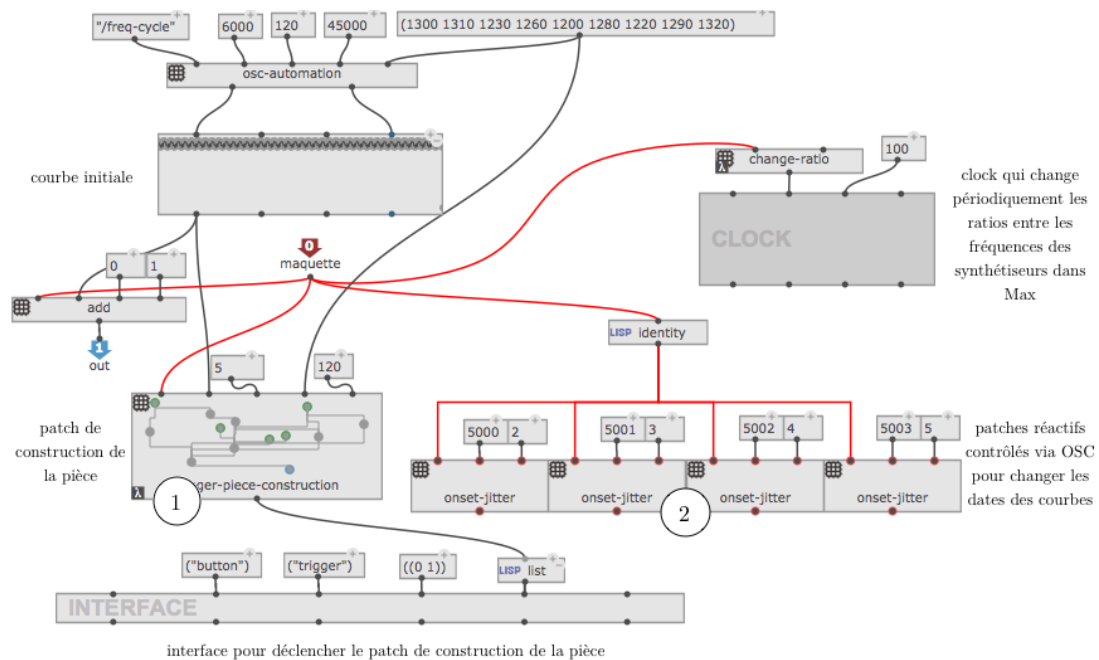 "/freq-cycle"
6000
120
45000
(1300 1310 1230 1260 1200 1280 1220 1290 1320)
osc-automation
courbe initiale
change-ratio
λ
100
CLOCK
clock qui change
périodiquement les
ratios entre les
fréquences des
synthétiseurs dans
Max
0
maquette
0
1
add
1
out
LISP identity
5
120
patch de
construction de
la pièce
λ
ger-piece-construction
1
5000
2
5001
3
5002
4
5003
5
onset-jitter
onset-jitter
onset-jitter
onset-jitter
2
patches réactifs
contrôlés via OSC
pour changer les
dates des courbes
("button")
("trigger")
((0 1))
LISP list
INTERFACE
interface pour déclencher le patch de construction de la pièce